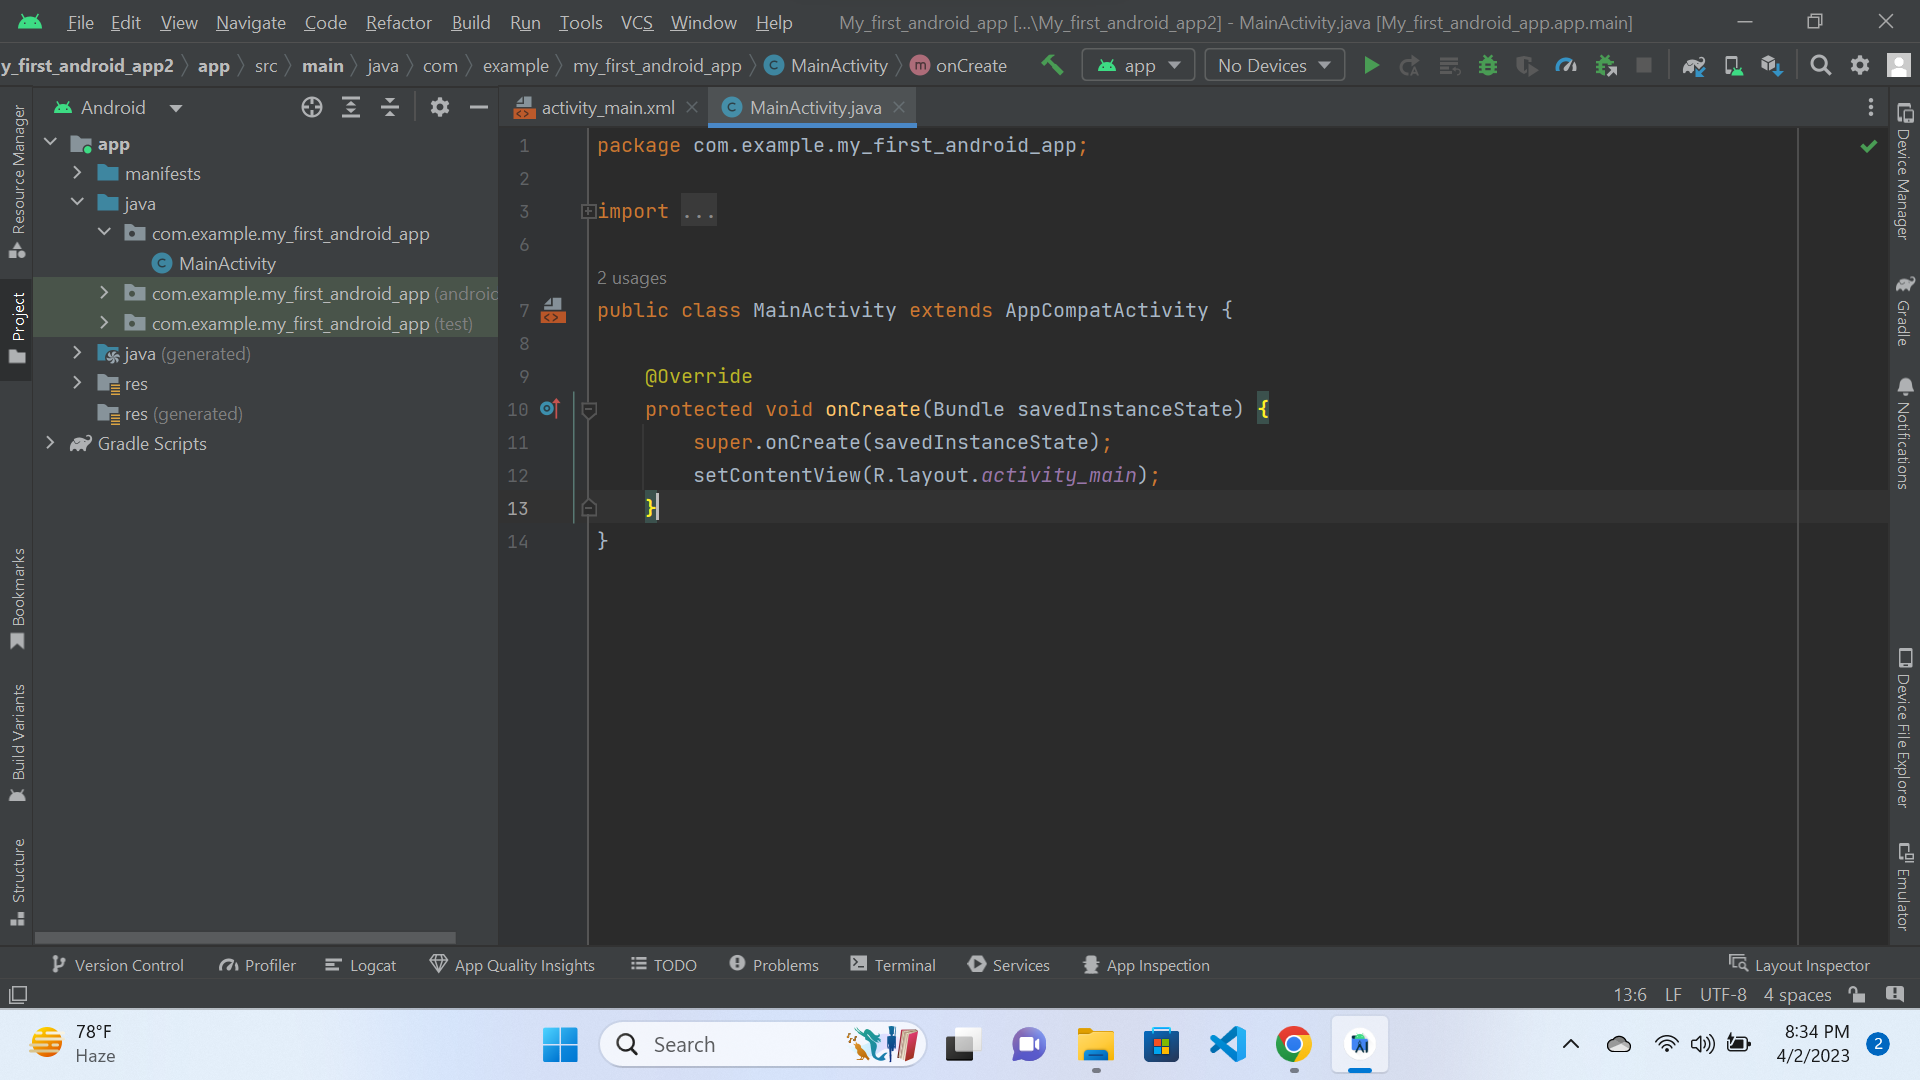 File Edit View Navigate Code Refactor Build Run Tools VCS Window Help My_first_android_app [...\My_first_android_app2] - MainActivity.java [My_first_android_app.app.main]
y_first_android_app2 app src main java com example my_first_android_app C MainActivity m onCreate app No Devices
Resource Manager
Project
Bookmarks
Build Variants
Structure
Android
app
manifests
java
com.example.my_first_android_app
C MainActivity
com.example.my_first_android_app (android
com.example.my_first_android_app (test)
java (generated)
res
res (generated)
Gradle Scripts
activity_main.xml C MainActivity.java
1 package com.example.my_first_android_app;
2
3 import ...
6
2 usages
7 public class MainActivity extends AppCompatActivity {
8
9 @Override
10 protected void onCreate(Bundle savedInstanceState) {
11 super.onCreate(savedInstanceState);
12 setContentView(R.layout.activity_main);
13 }
14 }
Device Manager
Gradle
Notifications
Device File Explorer
Emulator
Version Control Profiler Logcat App Quality Insights TODO Problems Terminal Services App Inspection Layout Inspector
13:6 LF UTF-8 4 spaces
78°F
Haze
Search
8:34 PM
4/2/2023
2